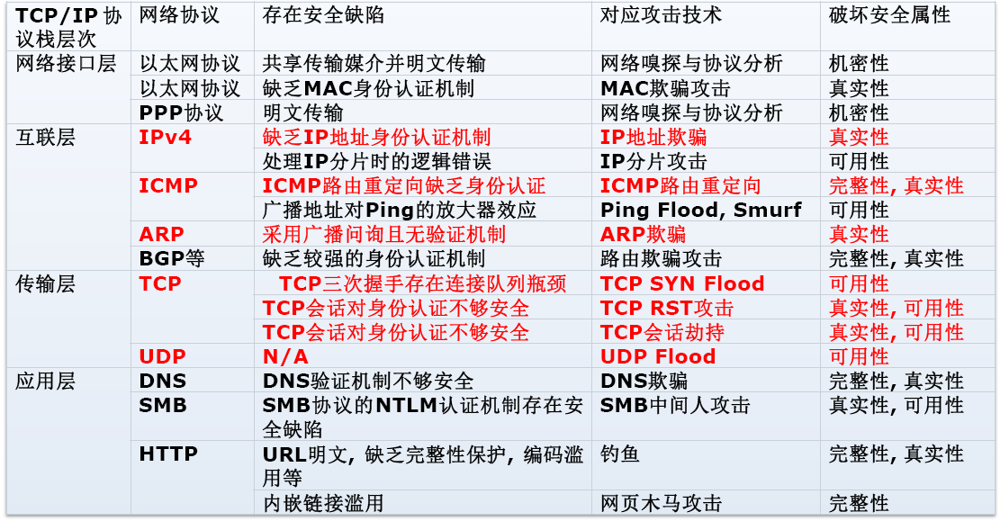 TCP/IP 协议栈层次 网络协议 存在安全缺陷 对应攻击技术 破坏安全属性
网络接口层 以太网协议 共享传输媒介并明文传输 网络嗅探与协议分析 机密性
以太网协议 缺乏MAC身份认证机制 MAC欺骗攻击 真实性
PPP协议 明文传输 网络嗅探与协议分析 机密性
互联层 IPv4 缺乏IP地址身份认证机制 IP地址欺骗 真实性
处理IP分片时的逻辑错误 IP分片攻击 可用性
ICMP ICMP路由重定向缺乏身份认证 ICMP路由重定向 完整性, 真实性
广播地址对Ping的放大器效应 Ping Flood, Smurf 可用性
ARP 采用广播问询且无验证机制 ARP欺骗 真实性
BGP等 缺乏较强的身份认证机制 路由欺骗攻击 完整性, 真实性
传输层 TCP TCP三次握手存在连接队列瓶颈 TCP SYN Flood 可用性
TCP会话对身份认证不够安全 TCP RST攻击 真实性, 可用性
TCP会话对身份认证不够安全 TCP会话劫持 真实性, 可用性
UDP N/A UDP Flood 可用性
应用层 DNS DNS验证机制不够安全 DNS欺骗 完整性, 真实性
SMB SMB协议的NTLM认证机制存在安全缺陷 SMB中间人攻击 真实性, 可用性
HTTP URL明文, 缺乏完整性保护, 编码滥用等 钓鱼 完整性, 真实性
内嵌链接滥用 网页木马攻击 完整性